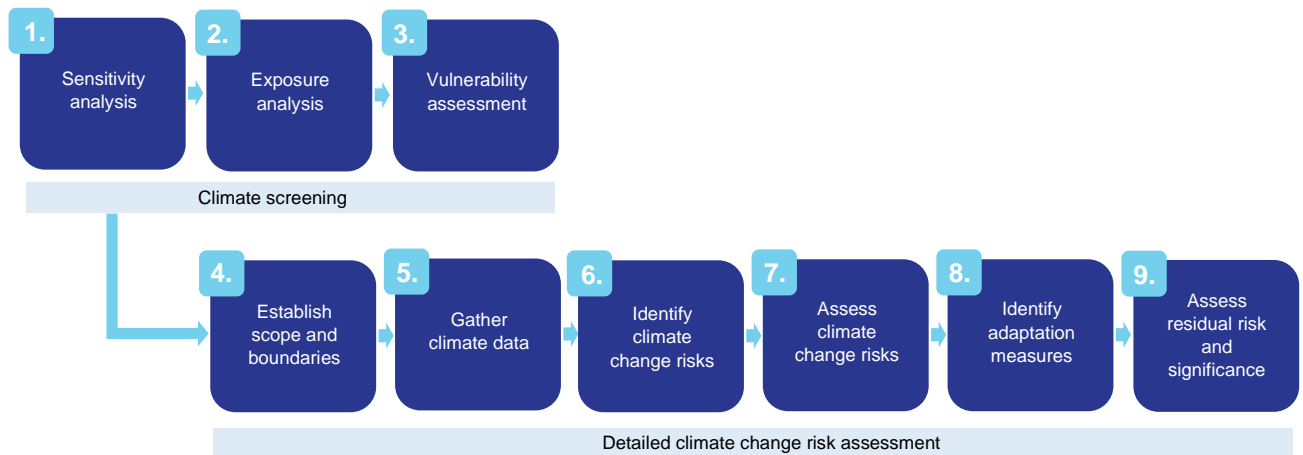 1.
Sensitivity
analysis
2.
Exposure
analysis
3.
Vulnerability
assessment
Climate screening
4.
Establish
scope and
boundaries
5.
Gather
climate data
6.
Identify
climate
change risks
7.
Assess
climate
change risks
8.
Identify
adaptation
measures
9.
Assess
residual risk
and
significance
Detailed climate change risk assessment